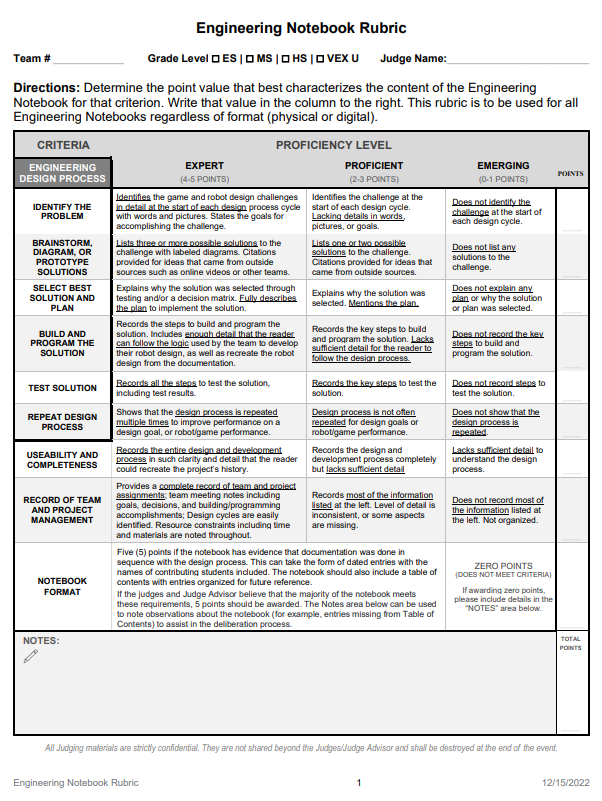 Engineering Notebook Rubric
Team # ____________ Grade Level ☐ ES | ☐ MS | ☐ HS | ☐ VEX U Judge Name:________________________
Directions: Determine the point value that best characterizes the content of the Engineering
Notebook for that criterion. Write that value in the column to the right. This rubric is to be used for all
Engineering Notebooks regardless of format (physical or digital).
CRITERIA
PROFICIENCY LEVEL
ENGINEERING
DESIGN PROCESS
EXPERT
(4-5 POINTS)
PROFICIENT
(2-3 POINTS)
EMERGING
(0-1 POINTS)
POINTS
IDENTIFY THE
PROBLEM
Identifies the game and robot design challenges
in detail at the start of each design process cycle
with words and pictures. States the goals for
accomplishing the challenge.
Identifies the challenge at the
start of each design cycle.
Lacking details in words,
pictures, or goals.
Does not identify the
challenge at the start of
each design cycle.
BRAINSTORM,
DIAGRAM, OR
PROTOTYPE
SOLUTIONS
Lists three or more possible solutions to the
challenge with labeled diagrams. Citations
provided for ideas that came from outside
sources such as online videos or other teams.
Lists one or two possible
solutions to the challenge.
Citations provided for ideas that
came from outside sources.
Does not list any
solutions to the
challenge.
SELECT BEST
SOLUTION AND
PLAN
Explains why the solution was selected through
testing and/or a decision matrix. Fully describes
the plan to implement the solution.
Explains why the solution was
selected. Mentions the plan.
Does not explain any
plan or why the solution
or plan was selected.
BUILD AND
PROGRAM THE
SOLUTION
Records the steps to build and program the
solution. Includes enough detail that the reader
can follow the logic used by the team to develop
their robot design, as well as recreate the robot
design from the documentation.
Records the key steps to build
and program the solution. Lacks
sufficient detail for the reader to
follow the design process.
Does not record the key
steps to build and
program the solution.
TEST SOLUTION
Records all the steps to test the solution,
including test results.
Records the key steps to test the
solution.
Does not record steps to
test the solution.
REPEAT DESIGN
PROCESS
Shows that the design process is repeated
multiple times to improve performance on a
design goal, or robot/game performance.
Design process is not often
repeated for design goals or
robot/game performance.
Does not show that the
design process is
repeated.
USEABILITY AND
COMPLETENESS
Records the entire design and development
process in such clarity and detail that the reader
could recreate the project's history.
Records the design and
development process completely
but lacks sufficient detail
Lacks sufficient detail to
understand the design
process.
RECORD OF TEAM
AND PROJECT
MANAGEMENT
Provides a complete record of team and project
assignments; team meeting notes including
goals, decisions, and building/programming
accomplishments; Design cycles are easily
identified. Resource constraints including time
and materials are noted throughout.
Records most of the information
listed at the left. Level of detail is
inconsistent, or some aspects
are missing.
Does not record most of
the information listed at
the left. Not organized.
NOTEBOOK
FORMAT
Five (5) points if the notebook has evidence that documentation was done in
sequence with the design process. This can take the form of dated entries with the
names of contributing students included. The notebook should also include a table of
contents with entries organized for future reference.
If the judges and Judge Advisor believe that the majority of the notebook meets
these requirements, 5 points should be awarded. The Notes area below can be used
to note observations about the notebook (for example, entries missing from Table of
Contents) to assist in the deliberation process.
ZERO POINTS
(DOES NOT MEET CRITERIA)
If awarding zero points,
please include details in the
"NOTES" area below.
NOTES:
TOTAL
POINTS
All Judging materials are strictly confidential. They are not shared beyond the Judges/Judge Advisor and shall be destroyed at the end of the event.
Engineering Notebook Rubric 1 12/15/2022